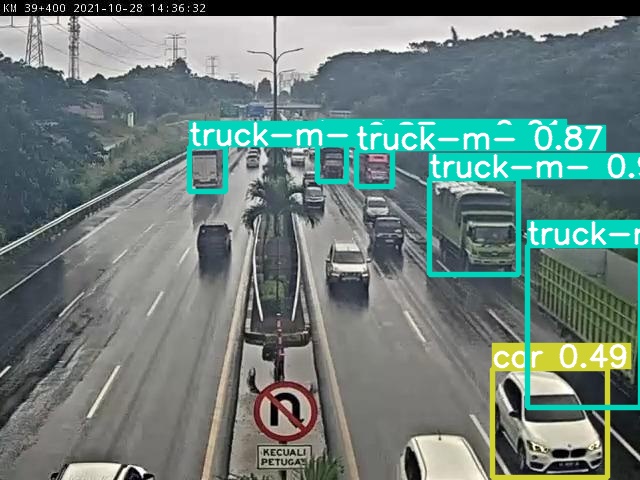 KM 39+400 2021-10-28 14:36:32
truck-m-
truck-m- 0.87
truck-m- 0.9
truck-m
car 0.49
KECUALI
PETUGAS